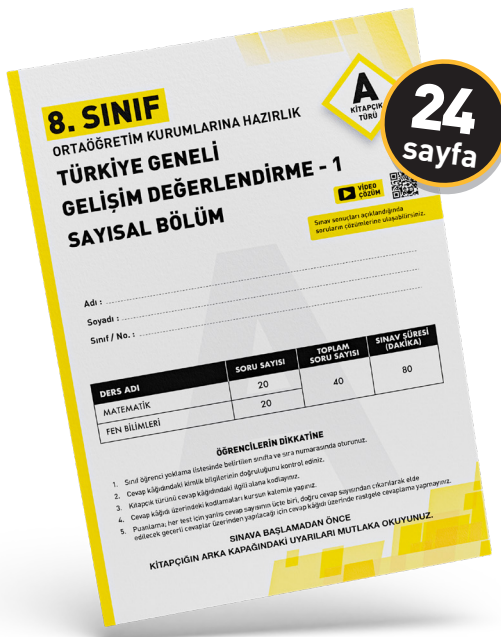 8. SINIF
ORTAÖĞRETİM KURUMLARINA HAZIRLIK
TÜRKİYE GENELİ
GELİŞİM DEĞERLENDİRME - 1
SAYISAL BÖLÜM
A
KİTAPÇIK
TÜRÜ
24
sayfa
VİDEO
ÇÖZÜM
Sınav sonuçları açıklandığında
soruların çözümlerine ulaşabilirsiniz.
Adı :
Soyadı :
Sınıf / No. :
DERS ADI SORU SAYISI TOPLAM SORU SAYISI SINAV SÜRESİ (DAKİKA)
MATEMATİK 20 40 80
FEN BİLİMLERİ 20
ÖĞRENCİLERİN DİKKATİNE
1. Sınıf öğrenci yoklama listesinde belirtilen sınıfta ve sıra numarasında oturunuz.
2. Cevap kâğıdındaki kimlik bilgilerinin doğruluğunu kontrol ediniz.
3. Kitapçık türünü cevap kâğıdındaki ilgili alana kodlayınız.
4. Cevap kâğıdı üzerindeki kodlamaları kurşun kalemle yapınız.
5. Puanlama; her test için yanlış cevap sayısının üçte biri, doğru cevap sayısından çıkarılarak elde
edilecek geçerli cevaplar üzerinden yapılacağı için cevap kâğıdı üzerinde rastgele cevaplama yapmayınız.
SINAVA BAŞLAMADAN ÖNCE
KİTAPÇIĞIN ARKA KAPAĞINDAKİ UYARILARI MUTLAKA OKUYUNUZ.